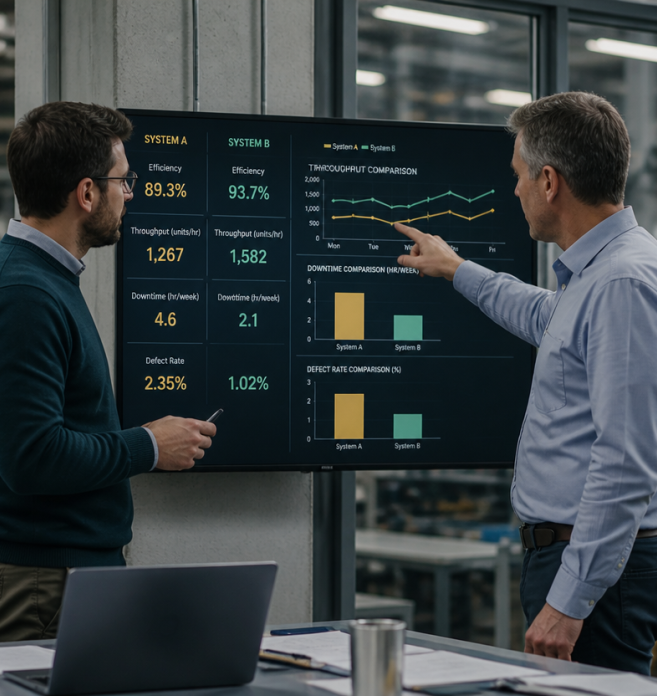 SYSTEM A
Efficiency
89.3%
Throughput (units/hr)
1,267
Downtime (hr/week)
4.6
Defect Rate
2.35%
SYSTEM B
Efficiency
93.7%
Throughput (units/hr)
1,582
Downtime (hr/week)
2.1
1.02%
System A System B
COMPARISON
2,000
1,500
1,000
500
0
Mon Tue Fri
DOWNTIME COMPARISON (HR/WEEK)
6
4
2
0
System A System B
DEFECT RATE COMPARISON (%)
3
2
1
0
System A System B